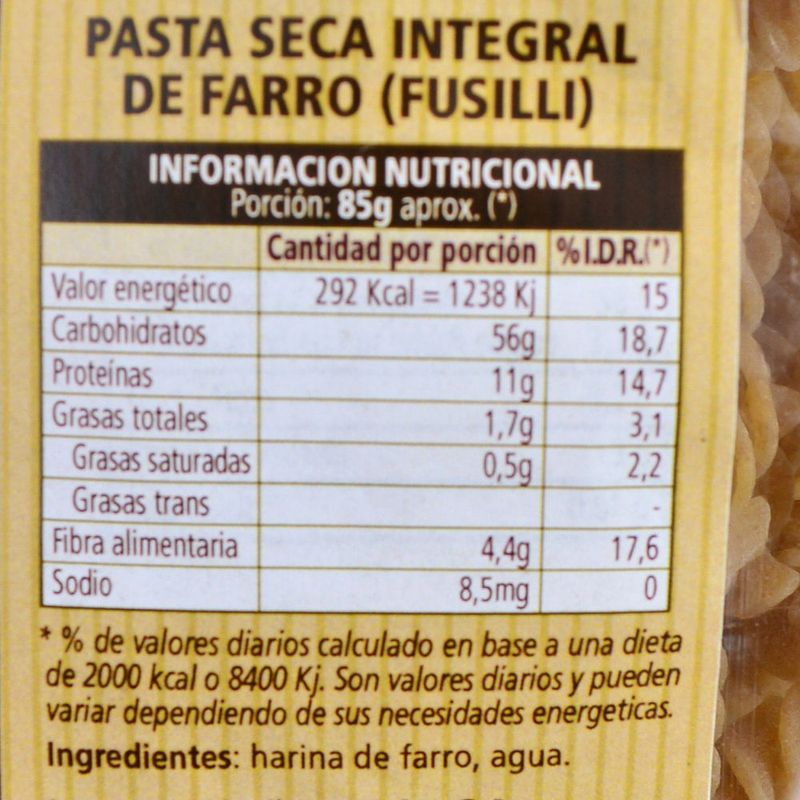 PASTA SECA INTEGRAL
DE FARRO (FUSILLI)
INFORMACION NUTRICIONAL
Porción: 85g aprox. (*)
Cantidad por porción %I.D.R.(*)
Valor energético 292 Kcal = 1238 Kj 15
Carbohidratos 56g 18,7
Proteínas 11g 14,7
Grasas totales 1,7g 3,1
Grasas saturadas 0,5g 2,2
Grasas trans -
Fibra alimentaria 4,4g 17,6
Sodio 8,5mg 0
* % de valores diarios calculado en base a una dieta
de 2000 kcal o 8400 Kj. Son valores diarios y pueden
variar dependiendo de sus necesidades energeticas.
Ingredientes: harina de farro, agua.